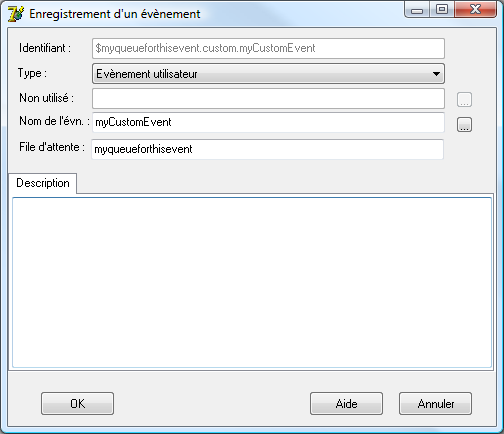 Enregistrement d'un évènement
Identifiant : $myqueueforthisevent.custom.myCustomEvent
Type : Evènement utilisateur
Non utilisé : ...
Nom de l'évn. : myCustomEvent ...
File d'attente : myqueueforthisevent
Description
OK Aide Annuler